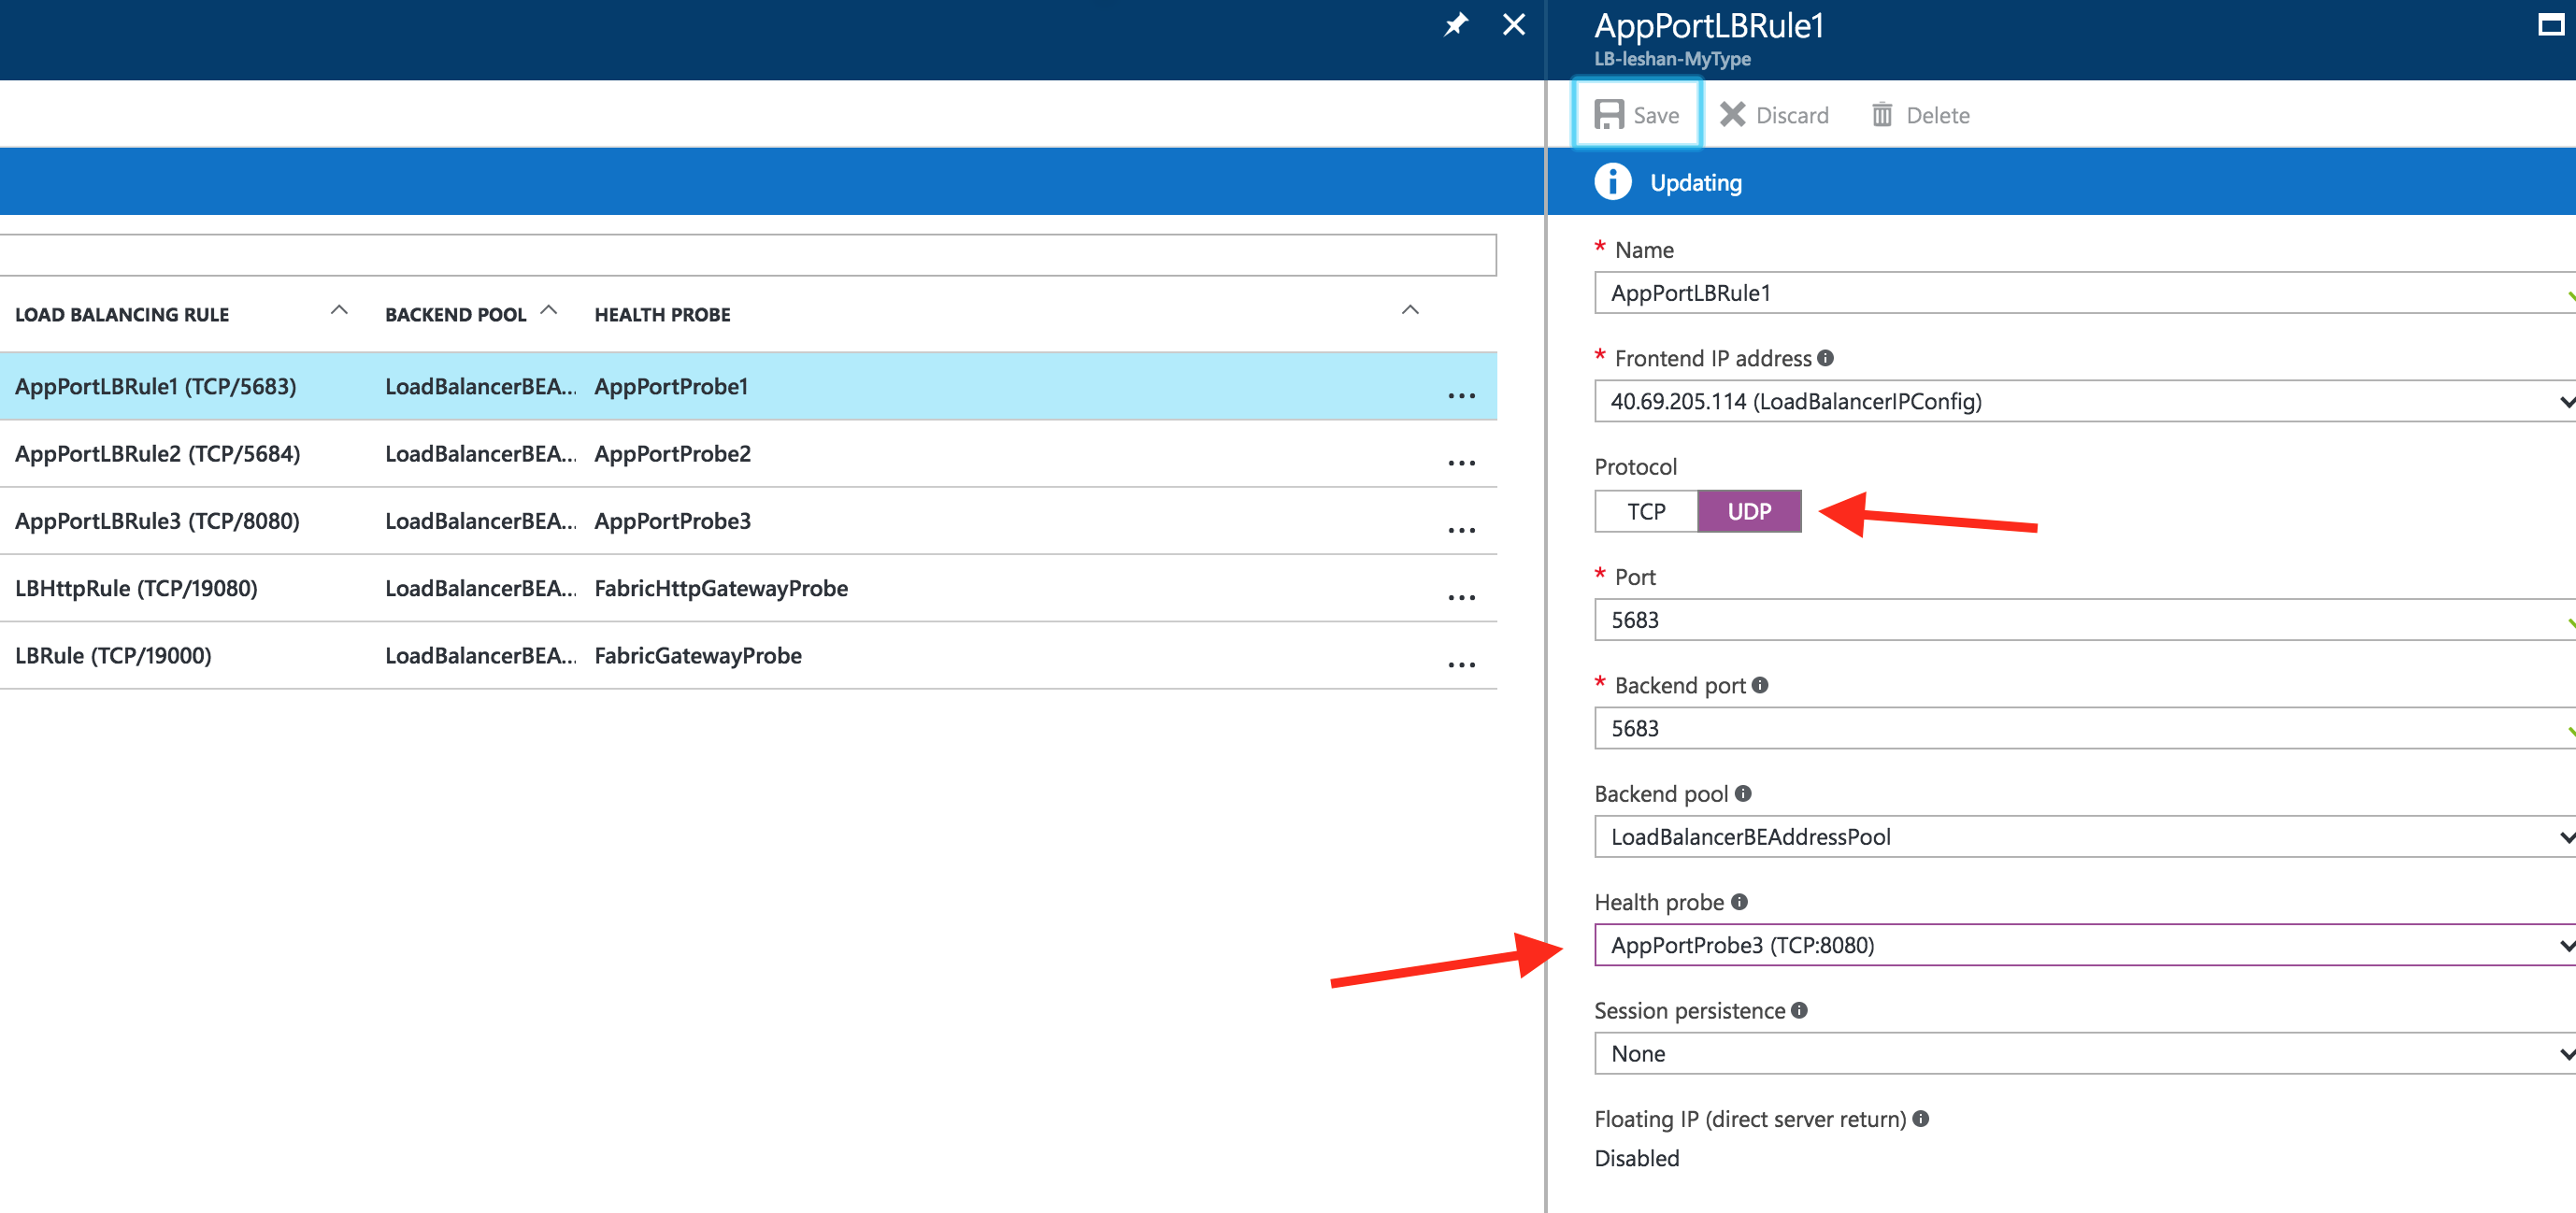 AppPortLBRule1
LB-leshan-MyType
Save Discard Delete
Updating
LOAD BALANCING RULE BACKEND POOL HEALTH PROBE
AppPortLBRule1 (TCP/5683) LoadBalancerBEA... AppPortProbe1 ...
AppPortLBRule2 (TCP/5684) LoadBalancerBEA... AppPortProbe2 ...
AppPortLBRule3 (TCP/8080) LoadBalancerBEA... AppPortProbe3 ...
LBHttpRule (TCP/19080) LoadBalancerBEA... FabricHttpGatewayProbe ...
LBRule (TCP/19000) LoadBalancerBEA... FabricGatewayProbe ...
* Name
AppPortLBRule1
* Frontend IP address
40.69.205.114 (LoadBalancerIPConfig)
Protocol
TCP UDP
* Port
5683
* Backend port
5683
Backend pool
LoadBalancerBEAddressPool
Health probe
AppPortProbe3 (TCP:8080)
Session persistence
None
Floating IP (direct server return)
Disabled